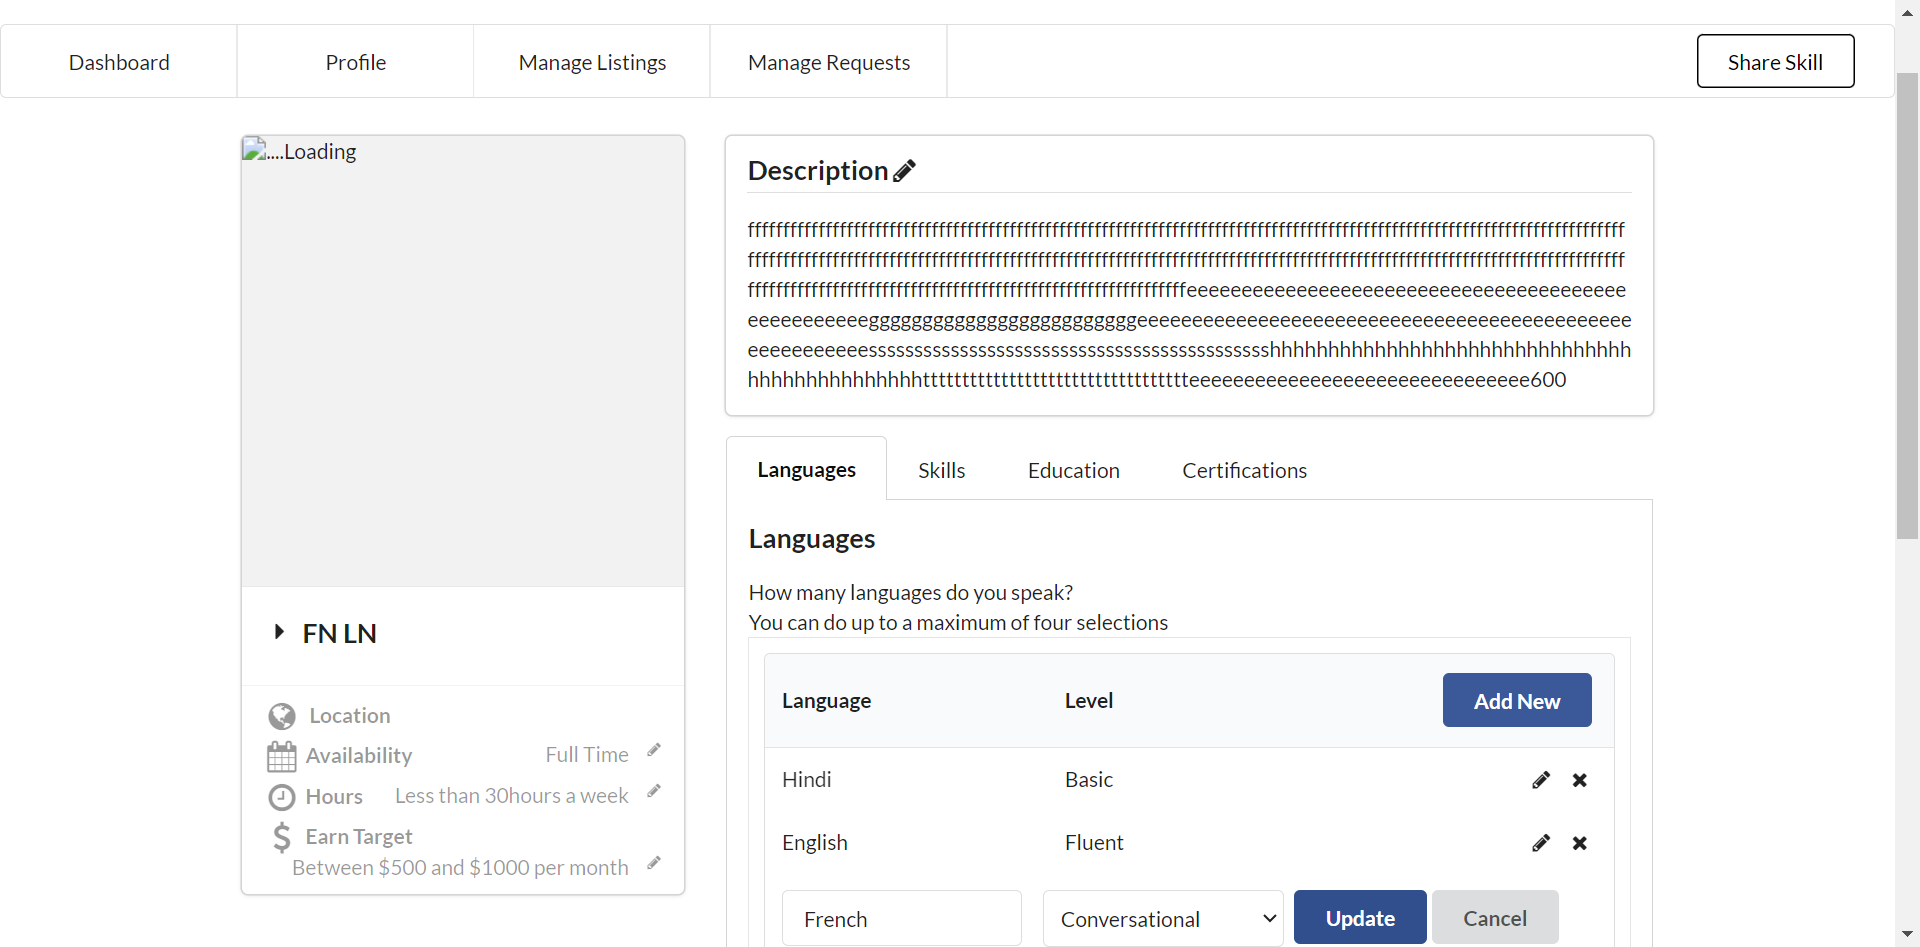 Dashboard
Profile
Manage Listings
Manage Requests
Share Skill
....Loading
FN LN
Location
Availability Full Time
Hours Less than 30hours a week
Earn Target
Between $500 and $1000 per month
Description
Languages
Skills
Education
Certifications
Languages
How many languages do you speak?
You can do up to a maximum of four selections
Language Level Add New
Hindi Basic
English Fluent
French Conversational Update Cancel